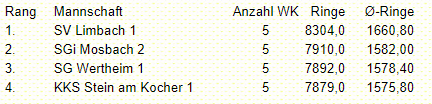 Rang Mannschaft Anzahl WK Ringe Ø-Ringe
1. SV Limbach 1 5 8304,0 1660,80
2. SGi Mosbach 2 5 7910,0 1582,00
3. SG Wertheim 1 5 7892,0 1578,40
4. KKS Stein am Kocher 1 5 7879,0 1575,80